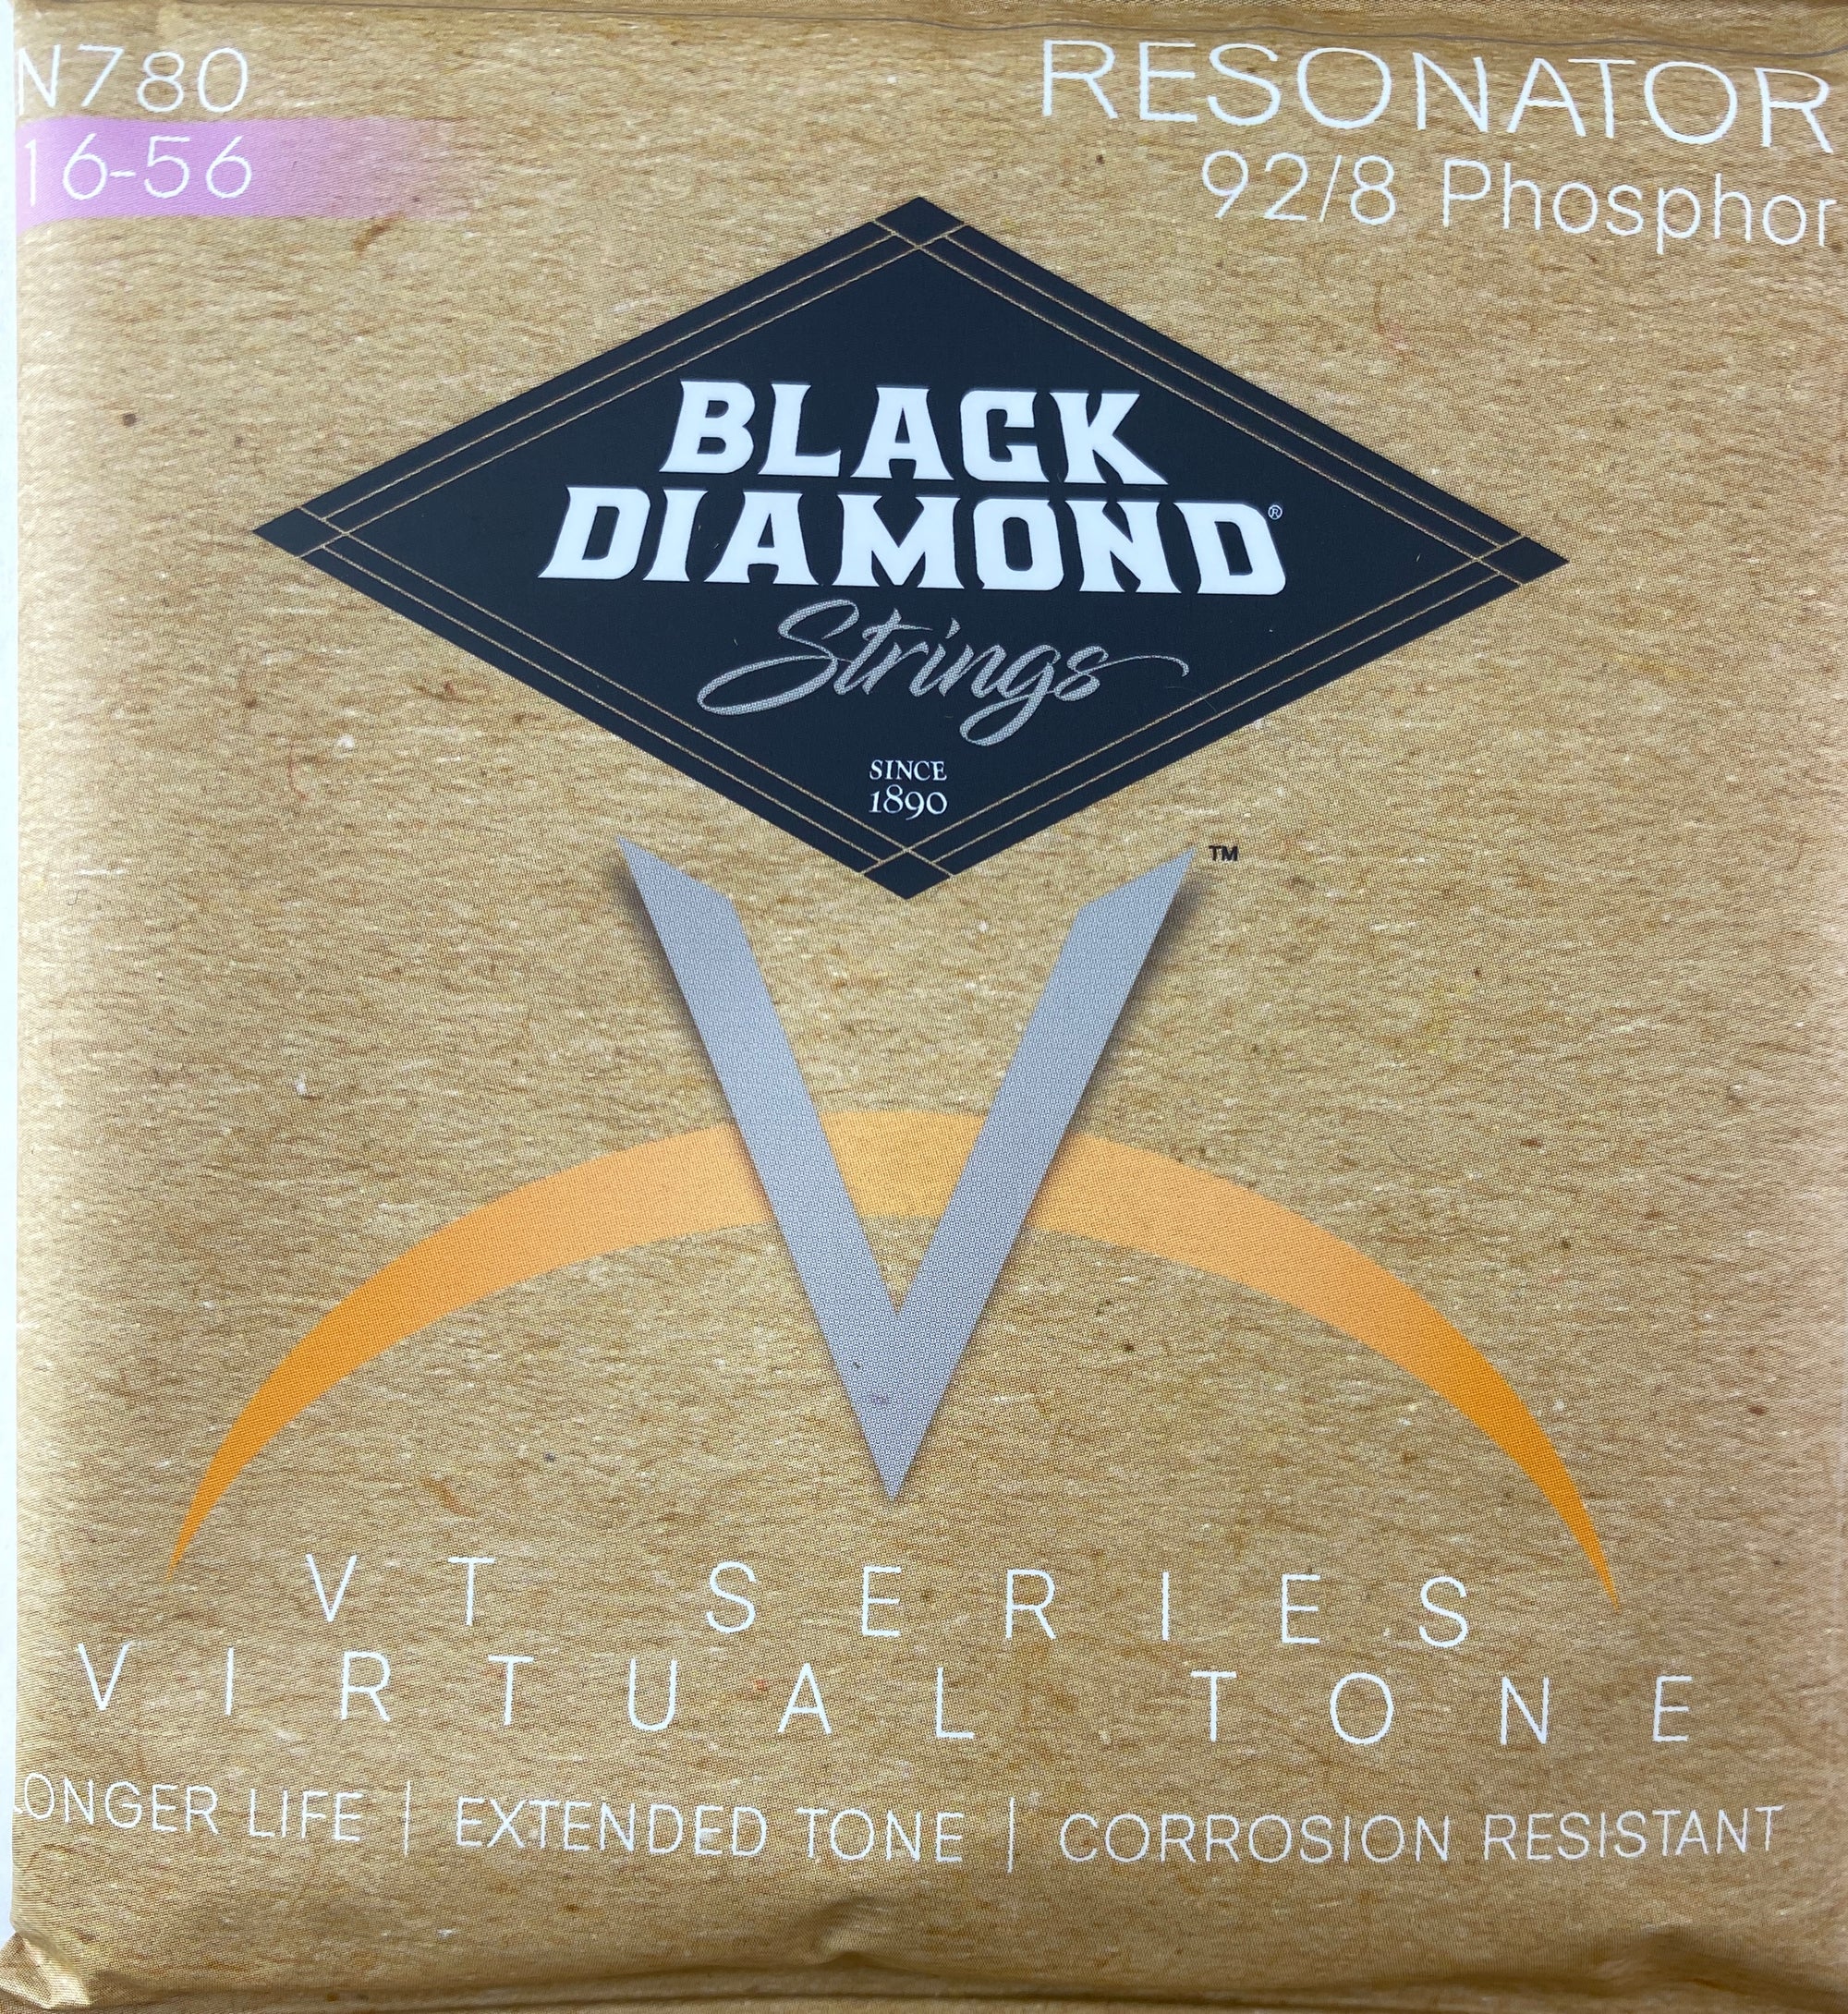 N780
16-56
RESONATOR
92/8 Phosphor
BLACK
DIAMOND®
Strings
SINCE
1890
TM
VT SERIES
VIRTUAL TONE
LONGER LIFE | EXTENDED TONE | CORROSION RESISTANT